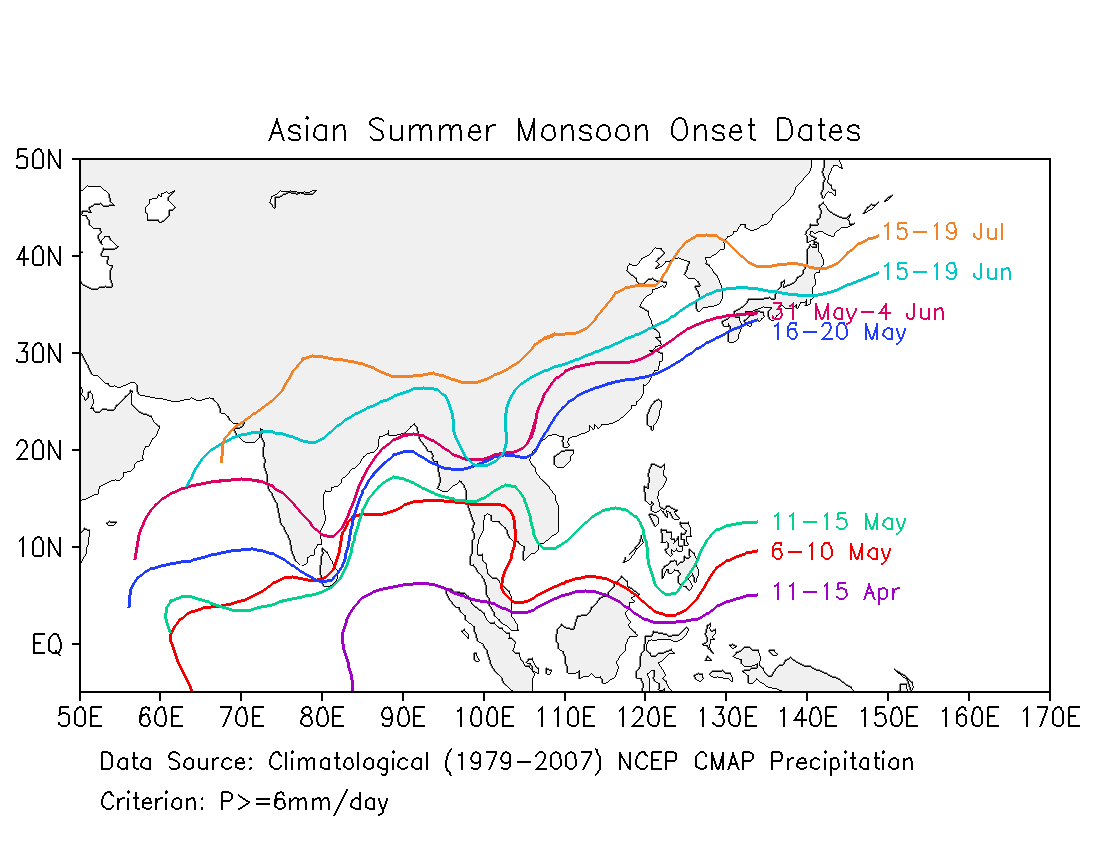 Asian Summer Monsoon Onset Dates
50N
40N
30N
20N
10N
EQ
15-19 Jul
15-19 Jun
31 May-4 Jun
16-20 May
11-15 May
6-10 May
11-15 Apr
50E 60E 70E 80E 90E 100E 110E 120E 130E 140E 150E 160E 170E
Data Source: Climatological (1979-2007) NCEP CMAP Precipitation
Criterion: P>=6mm/day